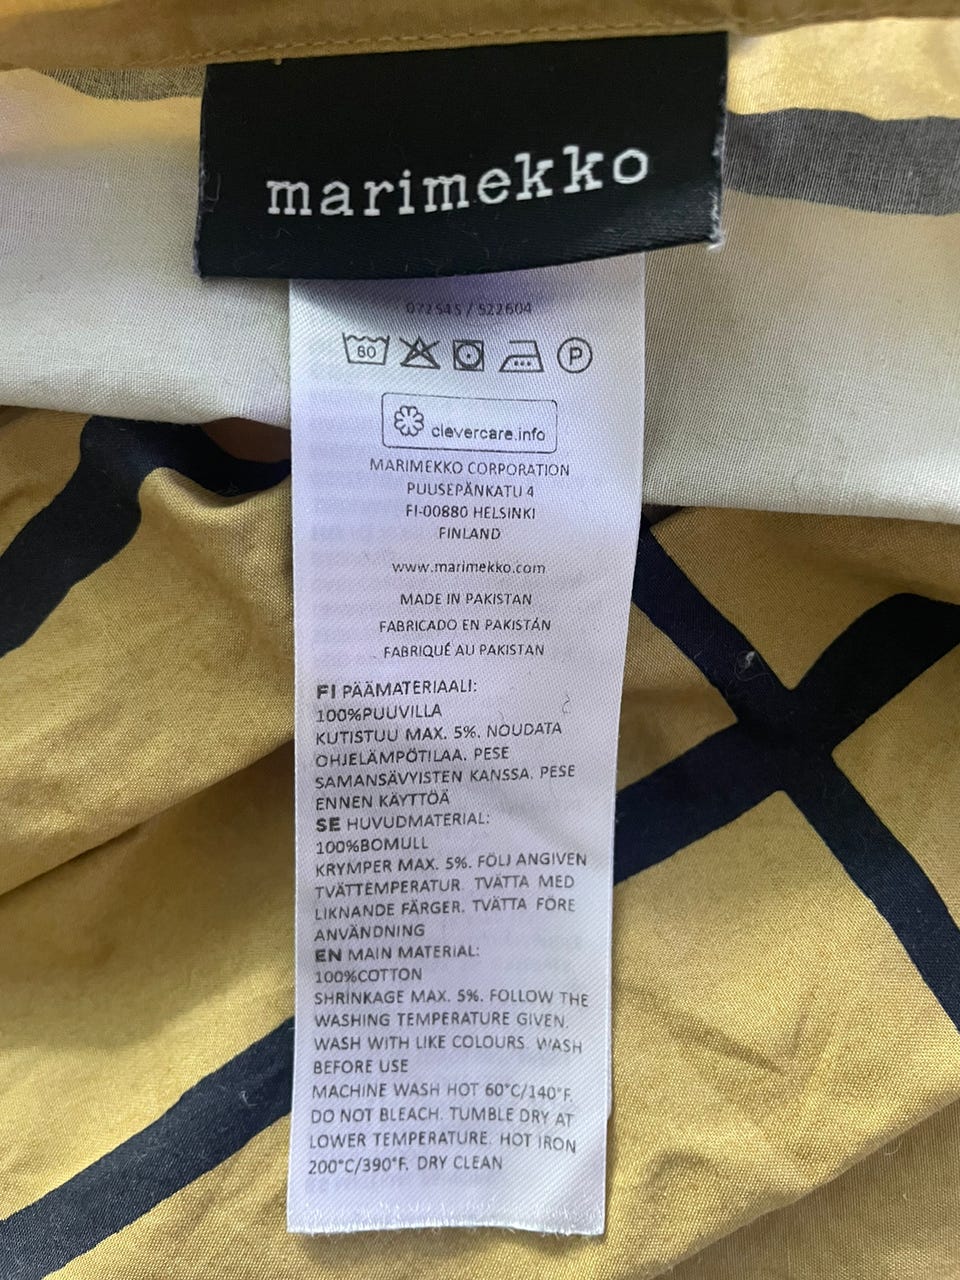 marimekko
072545 / 522604
60
P
clevercare.info
MARIMEKKO CORPORATION
PUUSEPÄNKATU 4
FI-00880 HELSINKI
FINLAND
www.marimekko.com
MADE IN PAKISTAN
FABRICADO EN PAKISTÁN
FABRIQUÉ AU PAKISTAN
FI PÄÄMATERIAALI:
100%PUUVILLA
KUTISTUU MAX. 5%. NOUDATA
OHJELÄMPÖTILAA. PESE
SAMANSÄVYISTEN KANSSA. PESE
ENNEN KÄYTTÖÄ
SE HUVUDMATERIAL:
100%BOMULL
KRYMPER MAX. 5%. FÖLJ ANGIVEN
TVÄTTEMPERATUR. TVÄTTA MED
LIKNANDE FÄRGER. TVÄTTA FÖRE
ANVÄNDNING
EN MAIN MATERIAL:
100%COTTON
SHRINKAGE MAX. 5%. FOLLOW THE
WASHING TEMPERATURE GIVEN.
WASH WITH LIKE COLOURS. WASH
BEFORE USE
MACHINE WASH HOT 60°C/140°F.
DO NOT BLEACH. TUMBLE DRY AT
LOWER TEMPERATURE. HOT IRON
200°C/390°F. DRY CLEAN